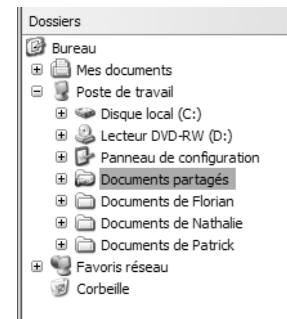 Dossiers
Bureau
Mes documents
Poste de travail
Disque local (C:)
Lecteur DVD-RW (D:)
Panneau de configuration
Documents partagés
Documents de Florian
Documents de Nathalie
Documents de Patrick
Favoris réseau
Corbeille